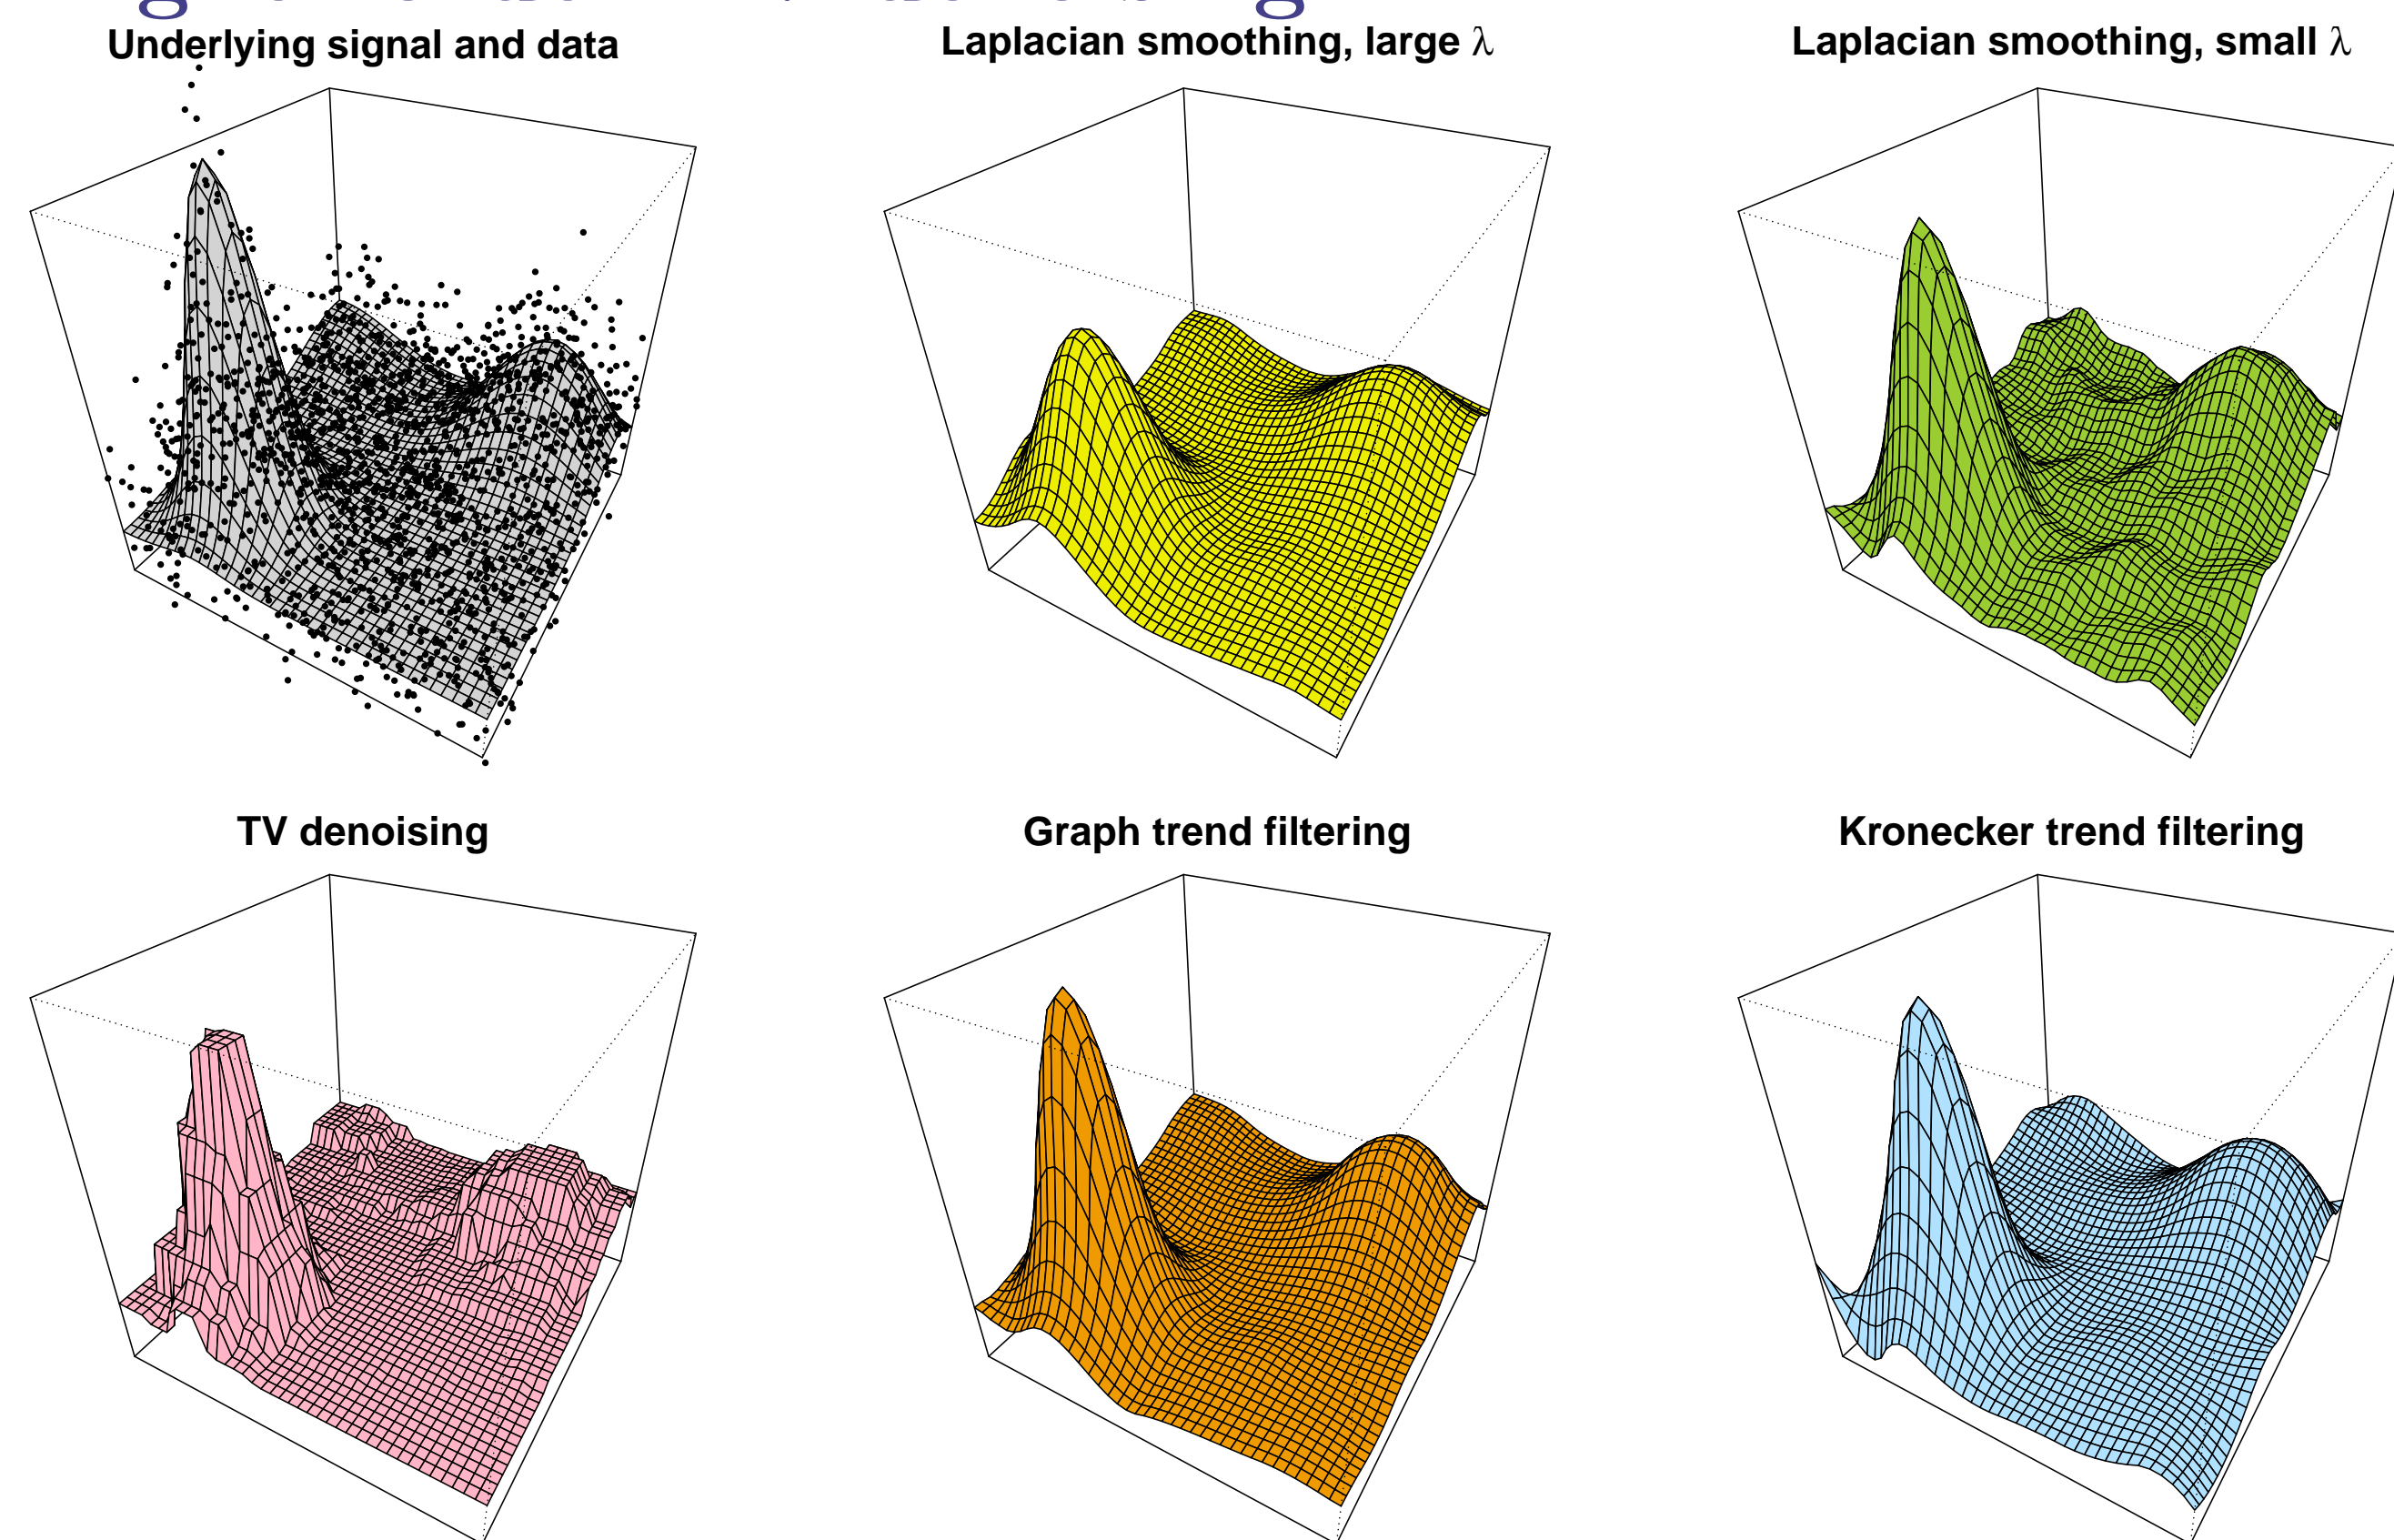 Underlying signal and data
Laplacian smoothing, large λ
Laplacian smoothing, small λ
TV denoising
Graph trend filtering
Kronecker trend filtering